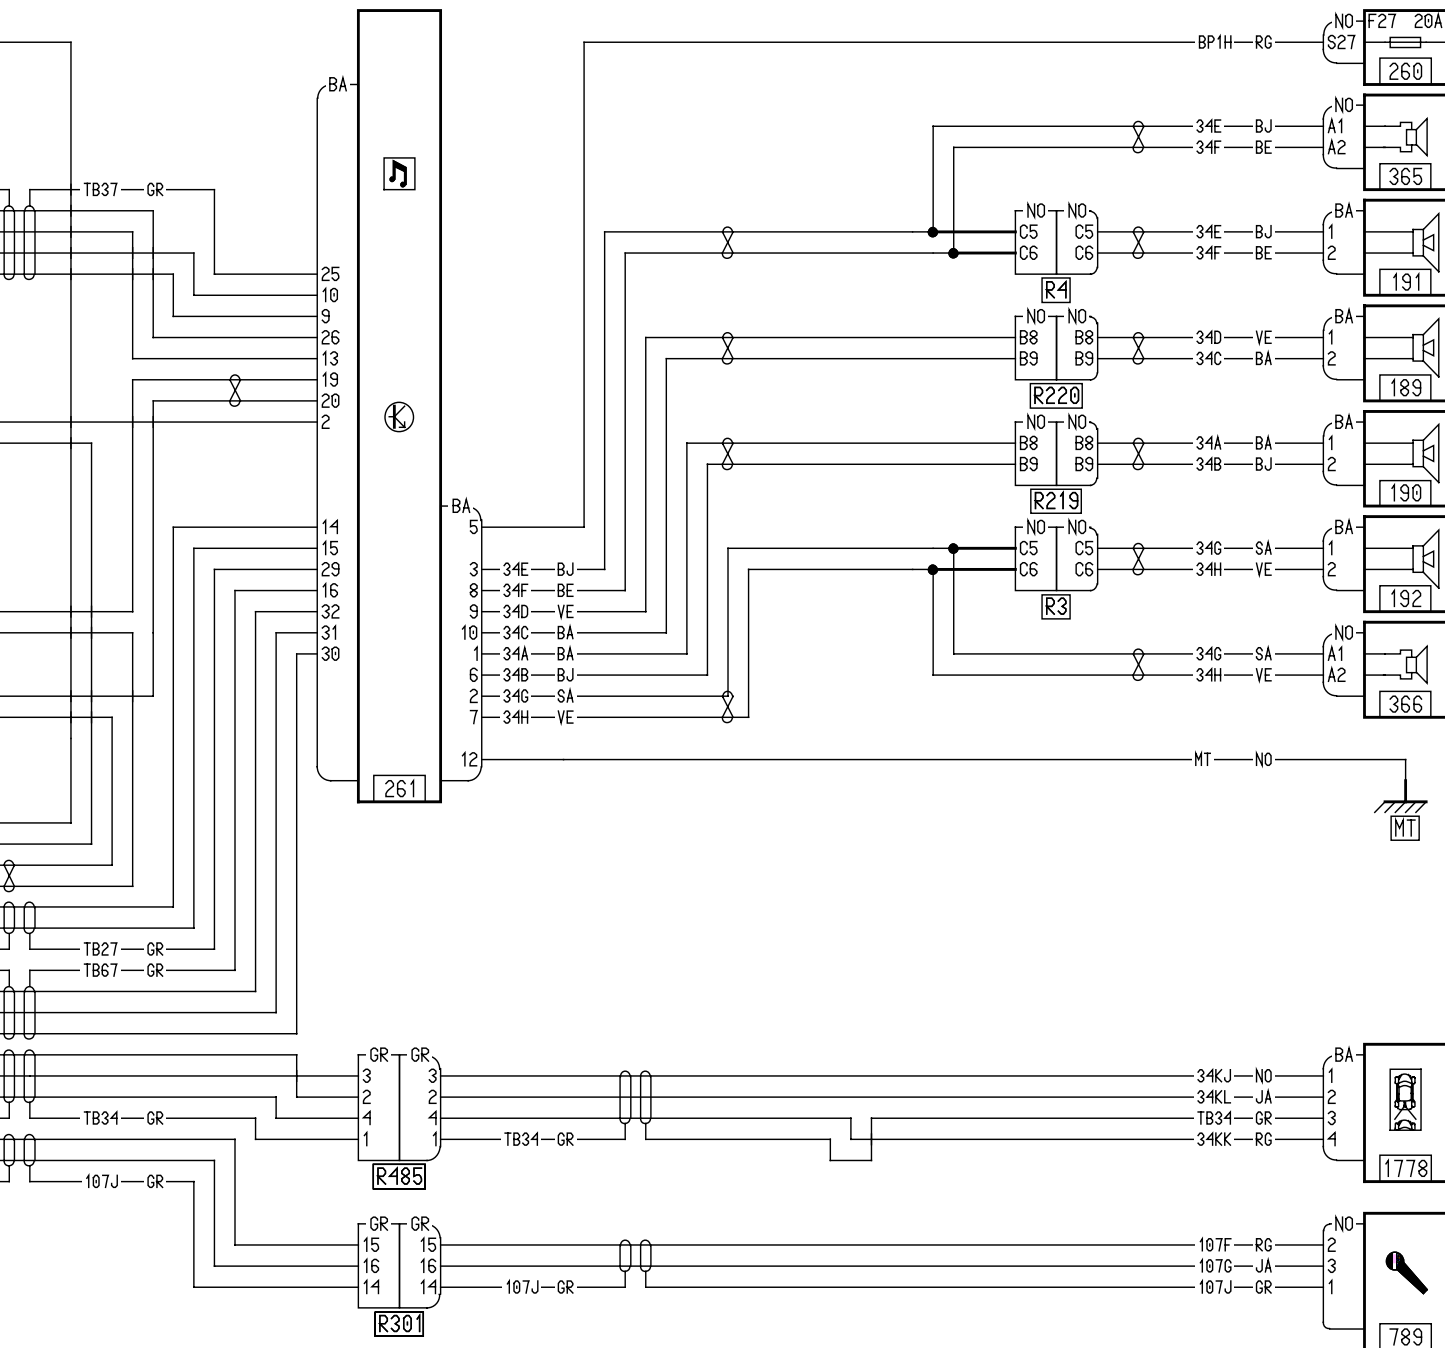 NO F27 20A
BP1H RG S27
260
BA
NO
34E BJ A1
34F BE A2
365
TB37 GR
NO NO BA
C5 C5 34E BJ 1
C6 C6 34F BE 2
25
191
R4
10
9
NO NO BA
26
B8 B8 34D VE 1
13
B9 B9 34C BA 2
19
189
20
R220
2
NO NO BA
B8 B8 34A BA 1
B9 B9 34B BJ 2
190
R219
BA
14
5
NO NO BA
15
C5 C5 34G SA 1
29
3 34E BJ
C6 C6 34H VE 2
16
8 34F BE
192
32
9 34D VE
R3
31
10 34C BA
NO
30
1 34A BA
34G SA A1
6 34B BJ
34H VE A2
2 34G SA
366
7 34H VE
12
MT NO
261
MT
TB27 GR
TB67 GR
GR GR BA
3 3 34KJ NO 1
2 2 34KL JA 2
TB34 GR 4 4 TB34 GR 3
1 1 TB34 GR 34KK RG 4
R485
1778
107J GR
GR GR NO
15 15 107F RG 2
16 16 107G JA 3
14 14 107J GR 107J GR 1
R301
789